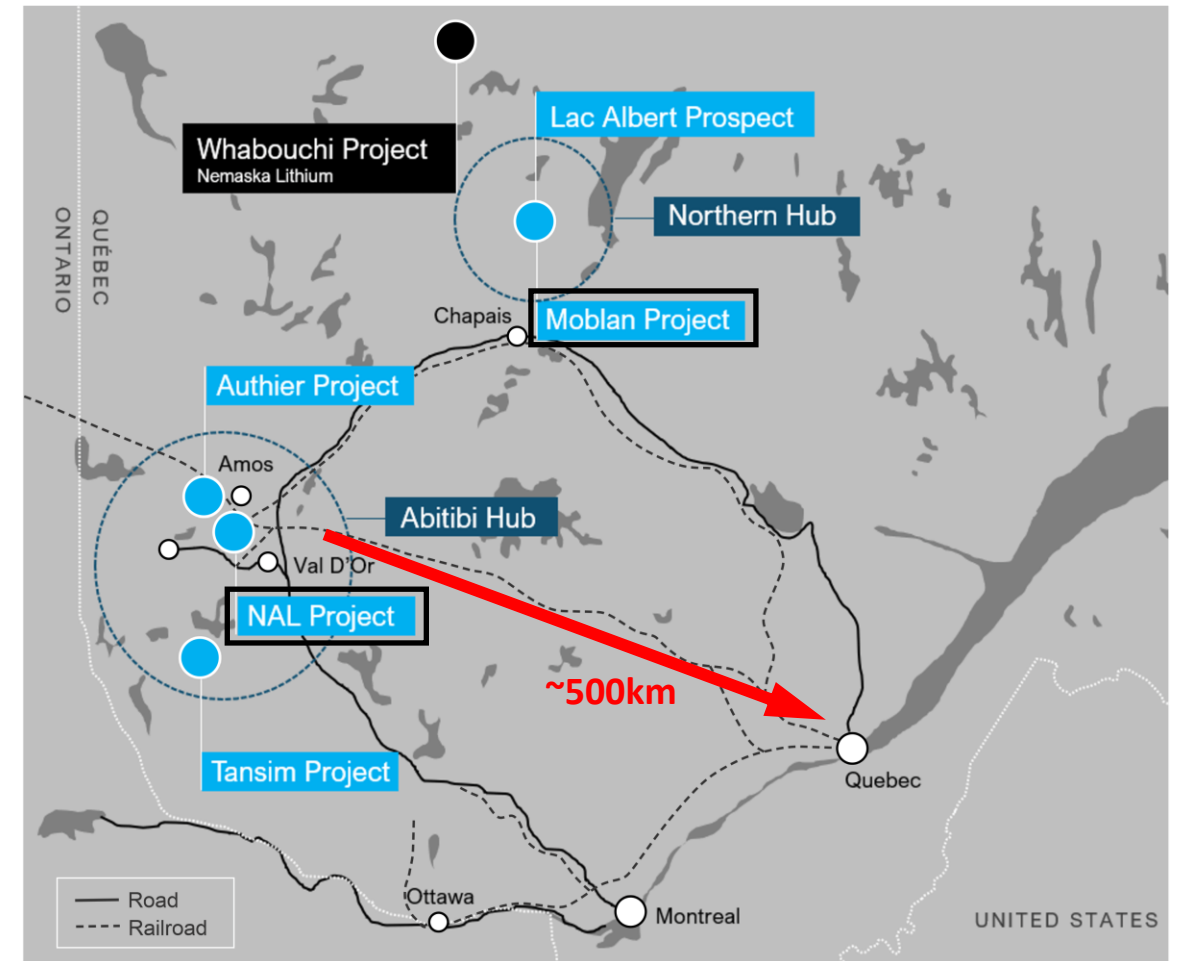 Lac Albert Prospect
Whabouchi Project
Nemaska Lithium
Northern Hub
ONTARIO
QUÉBEC
Chapais
Moblan Project
Authier Project
Amos
Abitibi Hub
Val D'Or
NAL Project
~500km
Tansim Project
Quebec
Road
Railroad
Ottawa
Montreal
UNITED STATES